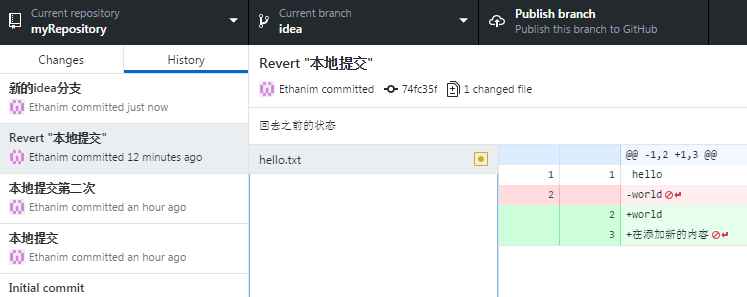 Current repository
myRepository
Current branch
idea
Publish branch
Publish this branch to GitHub
Changes
History
新的idea分支
Ethanim committed just now
Revert "本地提交"
Ethanim committed 12 minutes ago
本地提交第二次
Ethanim committed an hour ago
本地提交
Ethanim committed an hour ago
Initial commit
Revert "本地提交"
Ethanim committed 74fc35f 1 changed file
回去之前的状态
hello.txt
@@ -1,2 +1,3 @@
1 1 hello
2 -world
2 +world
3 +在添加新的内容